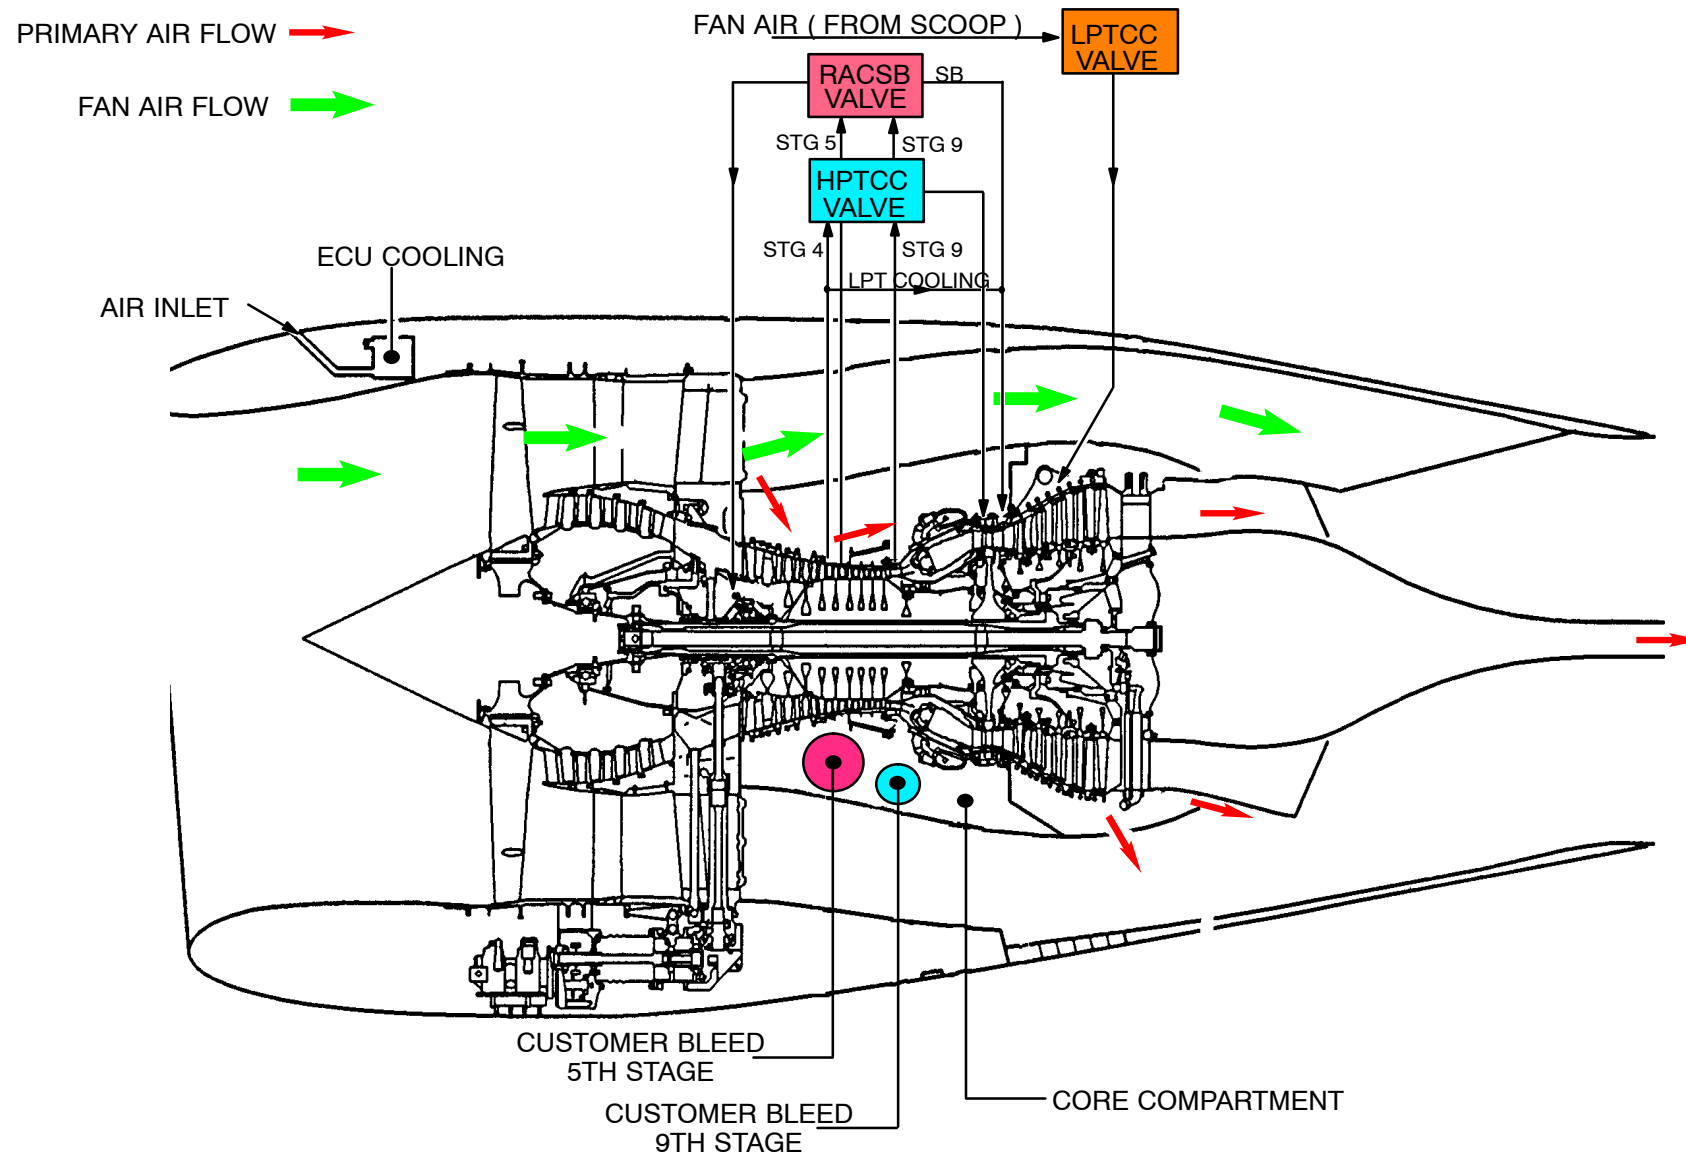 FAN AIR ( FROM SCOOP )
LPTCC
VALVE
PRIMARY AIR FLOW
RACSB
VALVE
SB
FAN AIR FLOW
STG 5
STG 9
HPTCC
VALVE
STG 4
STG 9
ECU COOLING
LPT COOLING
AIR INLET
CUSTOMER BLEED
5TH STAGE
CORE COMPARTMENT
CUSTOMER BLEED
9TH STAGE